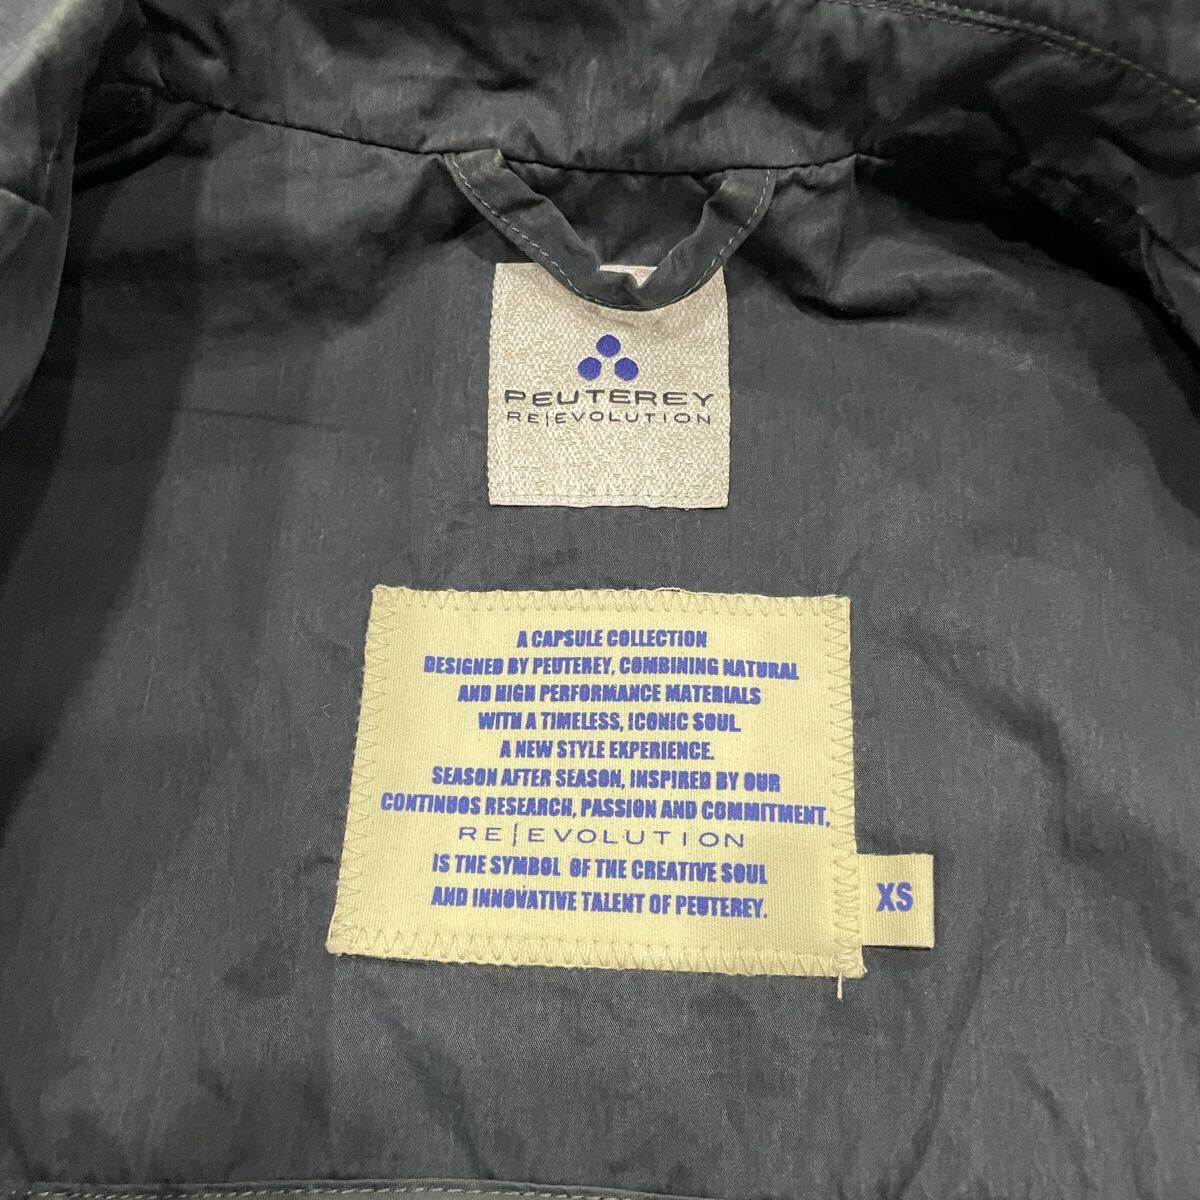 PEUTEREY
RE|EVOLUTION
A CAPSULE COLLECTION
DESIGNED BY PEUTEREY, COMBINING NATURAL
AND HIGH PERFORMANCE MATERIALS
WITH A TIMELESS, ICONIC SOUL.
A NEW STYLE EXPERIENCE.
SEASON AFTER SEASON, INSPIRED BY OUR
CONTINUOS RESEARCH, PASSION AND COMMITMENT,
RE|EVOLUTION
IS THE SYMBOL OF THE CREATIVE SOUL
AND INNOVATIVE TALENT OF PEUTEREY.
XS